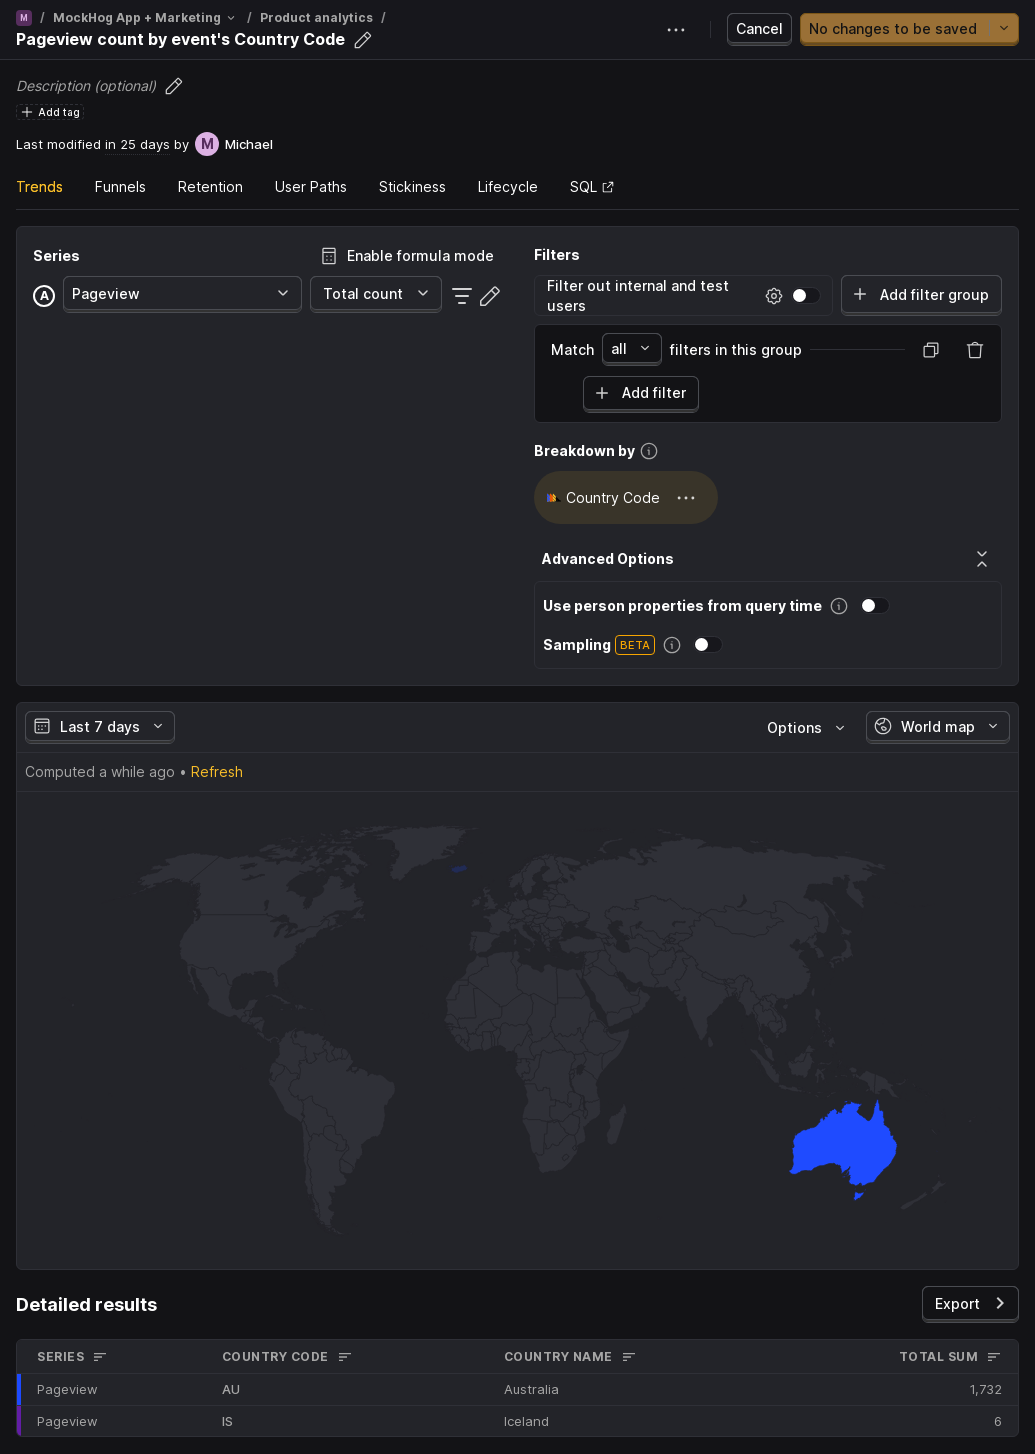 M / MockHog App + Marketing / Product analytics /
Pageview count by event's Country Code
Cancel
No changes to be saved
Description (optional)
Add tag
Last modified in 25 days by M Michael
Trends Funnels Retention User Paths Stickiness Lifecycle SQL
Series
Enable formula mode
A Pageview Total count
Filters
Filter out internal and test
users
Add filter group
Match all filters in this group
Add filter
Breakdown by
Country Code
Advanced Options
Use person properties from query time
Sampling BETA
Last 7 days
Options
World map
Computed a while ago • Refresh
Detailed results
Export
SERIES COUNTRY CODE COUNTRY NAME TOTAL SUM
Pageview AU Australia 1,732
Pageview IS Iceland 6